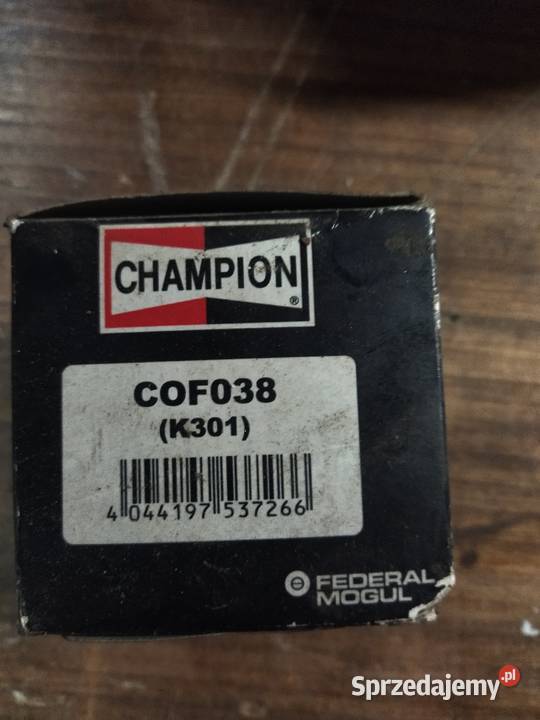 CHAMPION
®
COF038
(K301)
4 044197 537266
FEDERAL
MOGUL
Sprzedajemy.pl